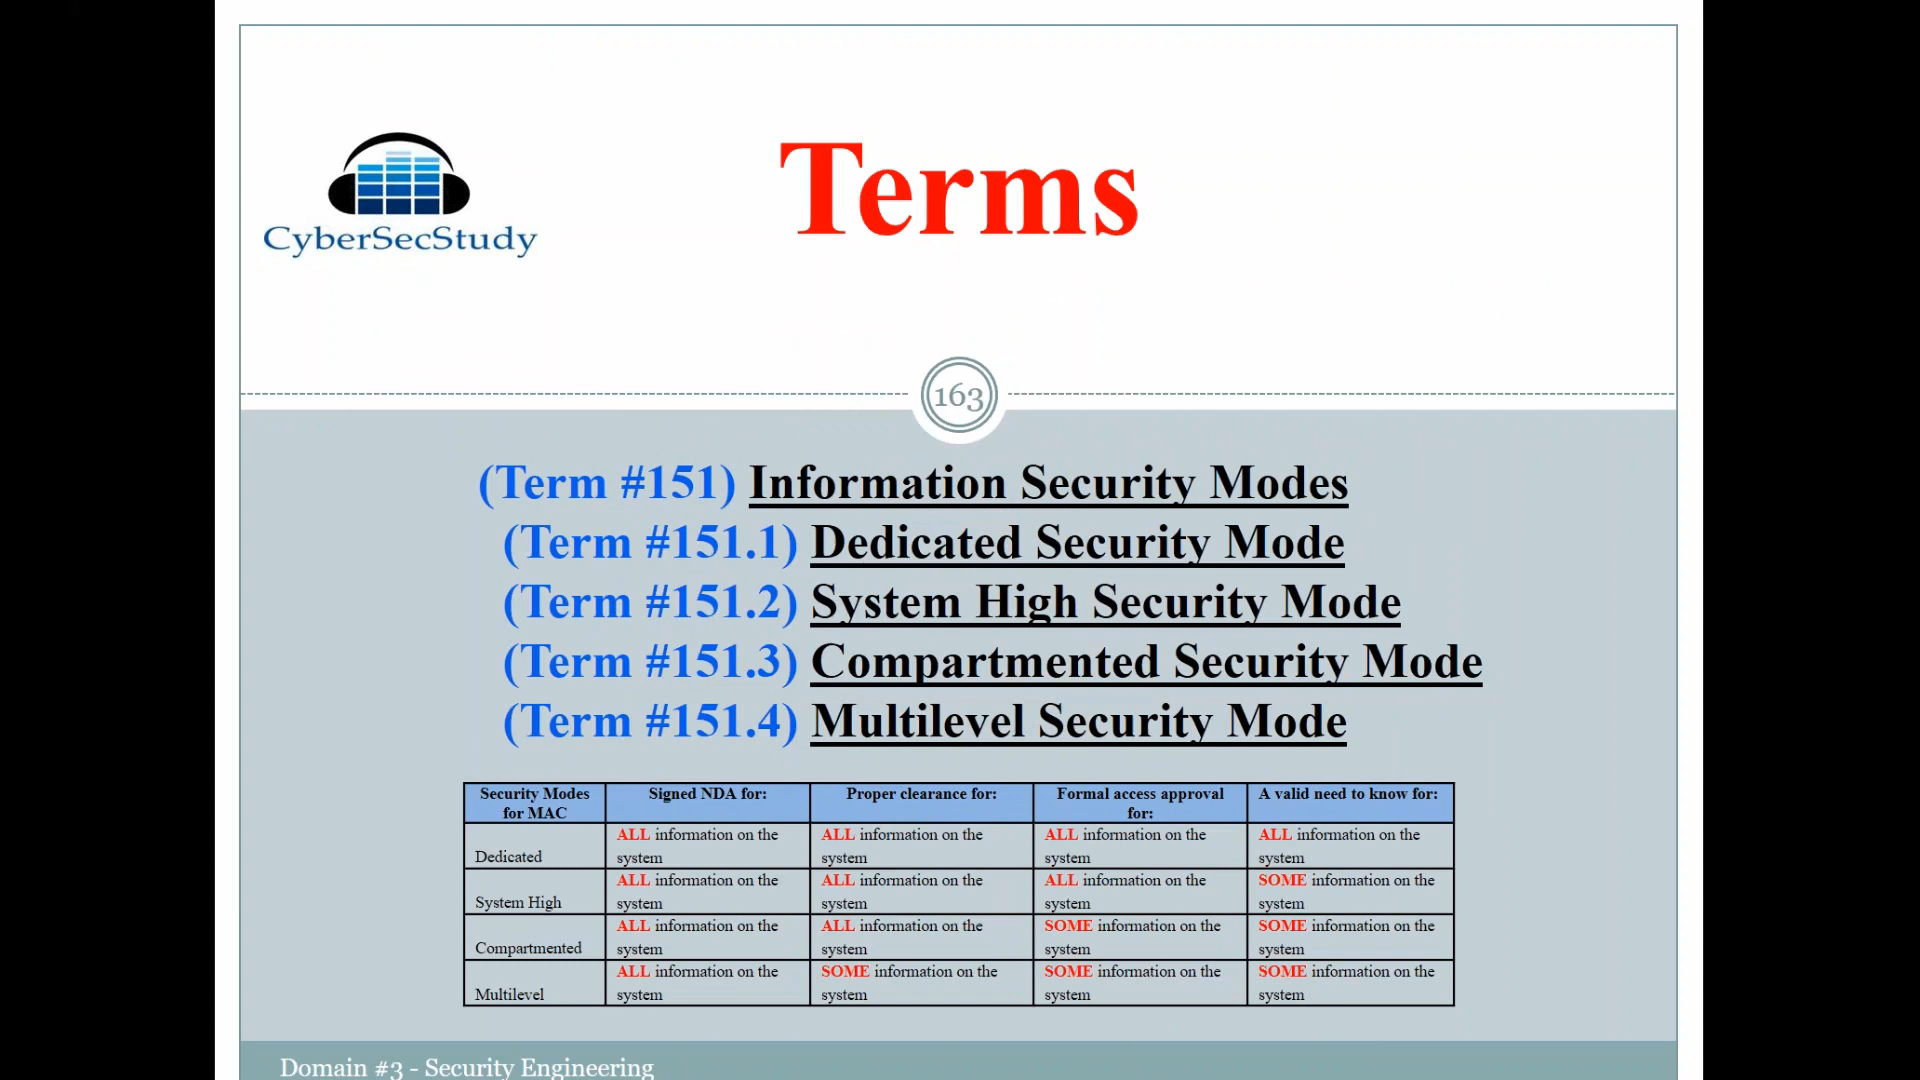 CyberSecStudy
Terms
163
(Term #151) Information Security Modes
(Term #151.1) Dedicated Security Mode
(Term #151.2) System High Security Mode
(Term #151.3) Compartmented Security Mode
(Term #151.4) Multilevel Security Mode
Security Modes for MAC | Signed NDA for: | Proper clearance for: | Formal access approval for: | A valid need to know for:
Dedicated | ALL information on the system | ALL information on the system | ALL information on the system | ALL information on the system
System High | ALL information on the system | ALL information on the system | ALL information on the system | SOME information on the system
Compartmented | ALL information on the system | ALL information on the system | SOME information on the system | SOME information on the system
Multilevel | ALL information on the system | SOME information on the system | SOME information on the system | SOME information on the system
Domain #3 - Security Engineering